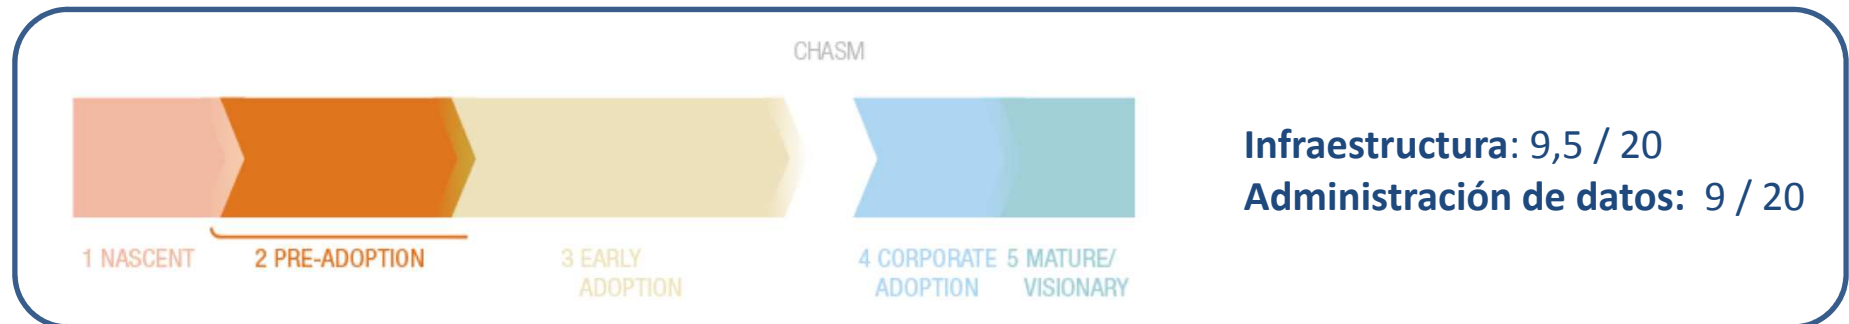 CHASM
Infraestructura: 9,5 / 20
Administración de datos: 9 / 20
1 NASCENT
2 PRE-ADOPTION
3 EARLY
ADOPTION
4 CORPORATE
ADOPTION
5 MATURE/
VISIONARY